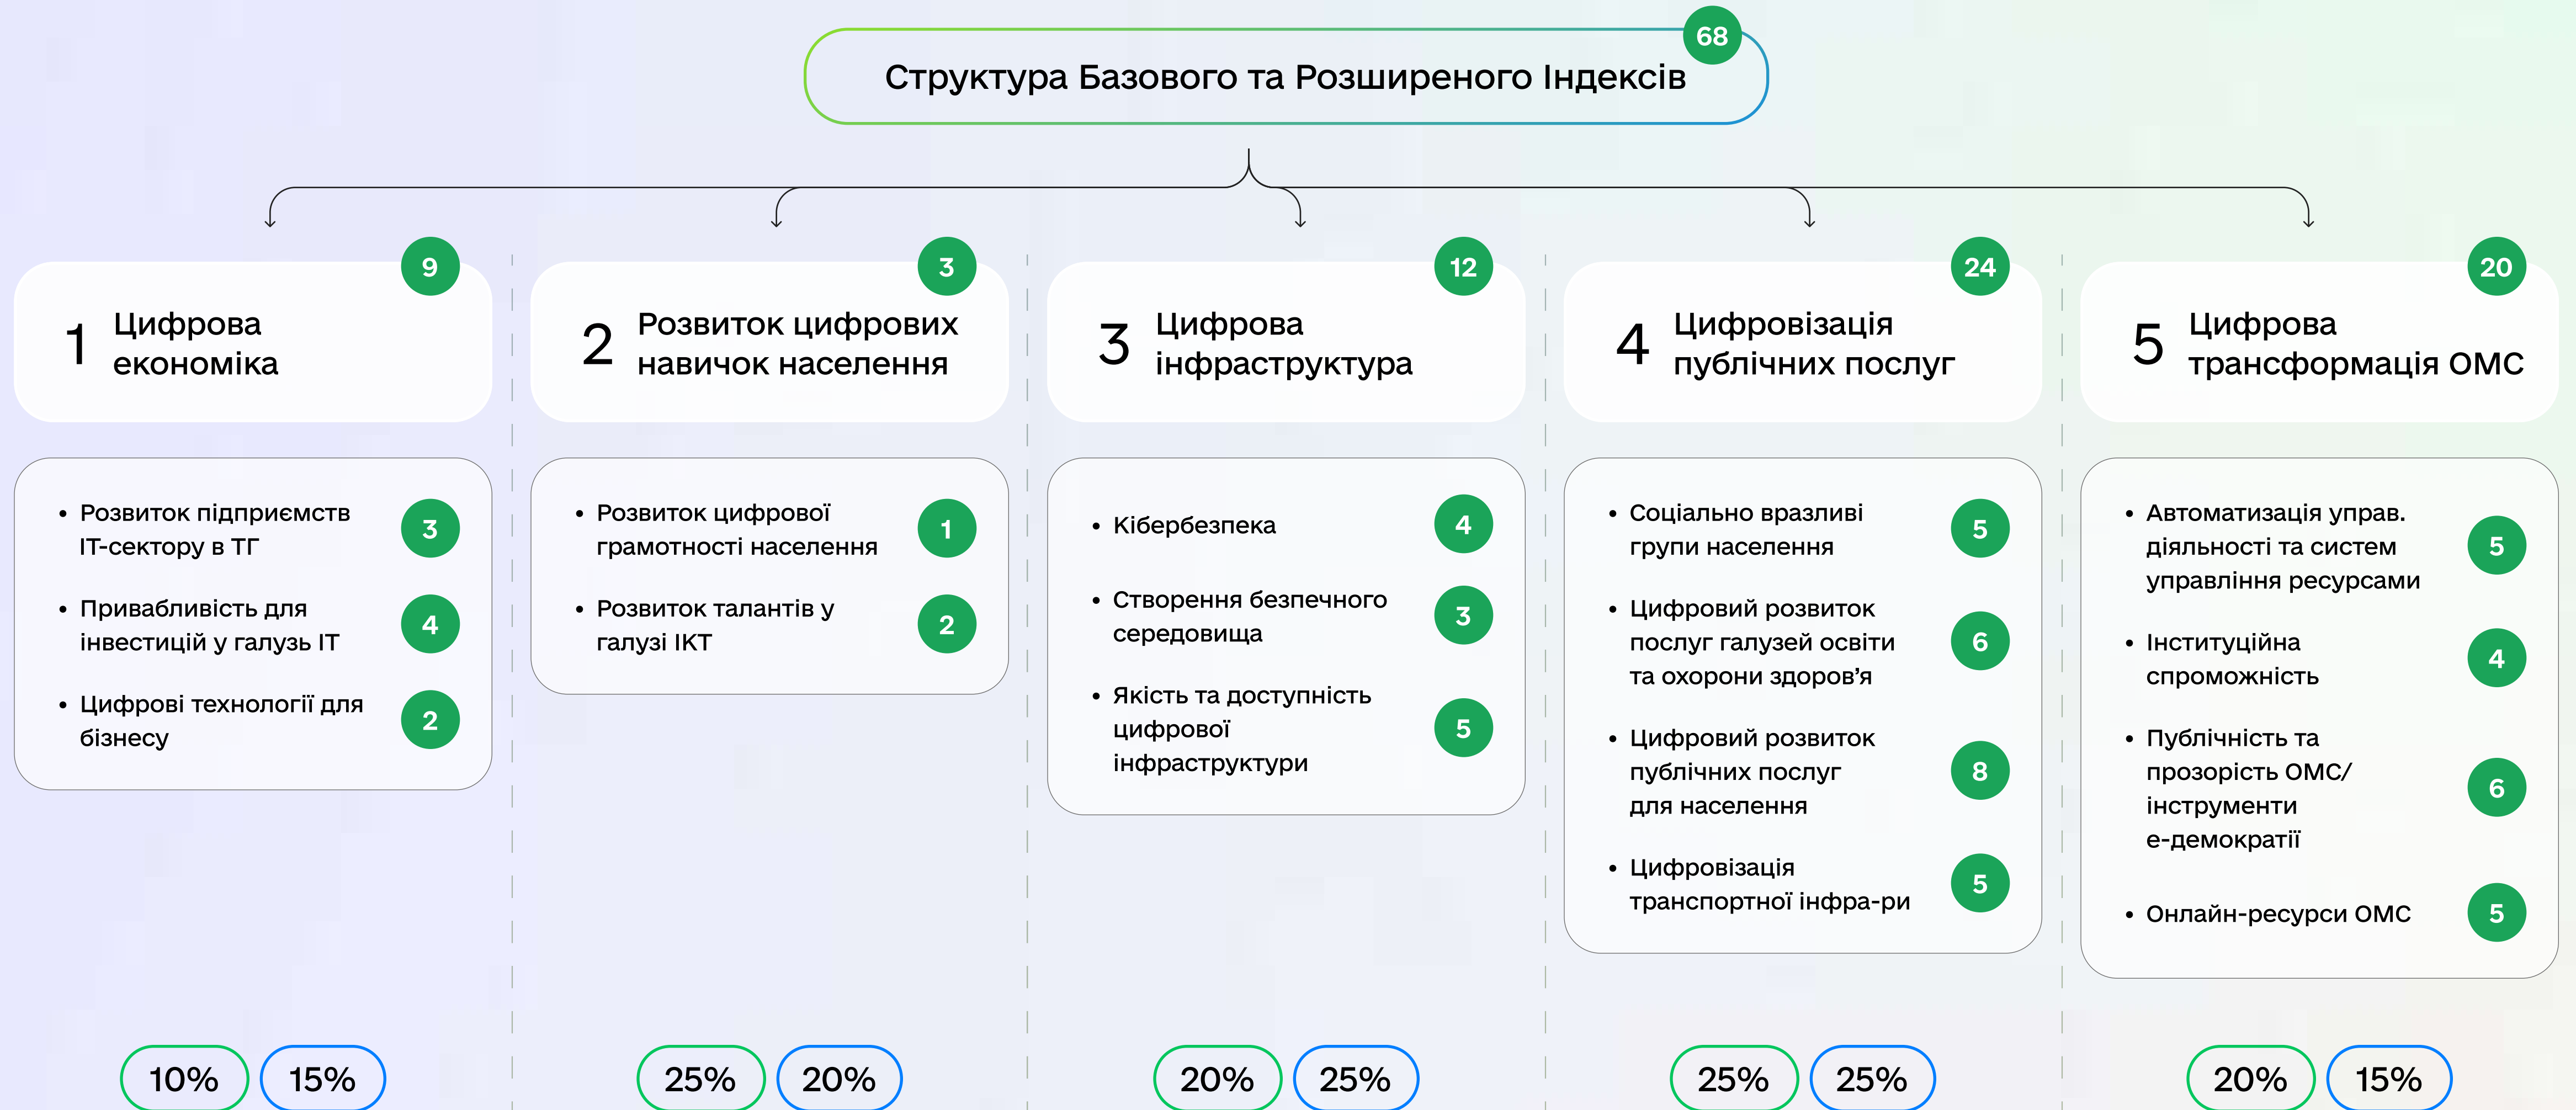 68
Структура Базового та Розширеного Індексів
9
1
Цифрова
економіка
• Розвиток підприємств
ІТ-сектору в ТГ
3
• Привабливість для
інвестицій у галузь ІТ
4
• Цифрові технології для
бізнесу
2
10%
15%
3
2
Розвиток цифрових
навичок населення
• Розвиток цифрової
грамотності населення
1
• Розвиток талантів у
галузі ІКТ
2
25%
20%
12
3
Цифрова
інфраструктура
• Кібербезпека
4
• Створення безпечного
середовища
3
• Якість та доступність
цифрової
інфраструктури
5
20%
25%
24
4
Цифровізація
публічних послуг
• Соціально вразливі
групи населення
5
• Цифровий розвиток
послуг галузей освіти
та охорони здоров’я
6
• Цифровий розвиток
публічних послуг
для населення
8
• Цифровізація
транспортної інфра-ри
5
25%
25%
20
5
Цифрова
трансформація ОМС
• Автоматизація управ.
діяльності та систем
управління ресурсами
5
• Інституційна
спроможність
4
• Публічність та
прозорість ОМС/
інструменти
е-демократії
6
• Онлайн-ресурси ОМС
5
20%
15%